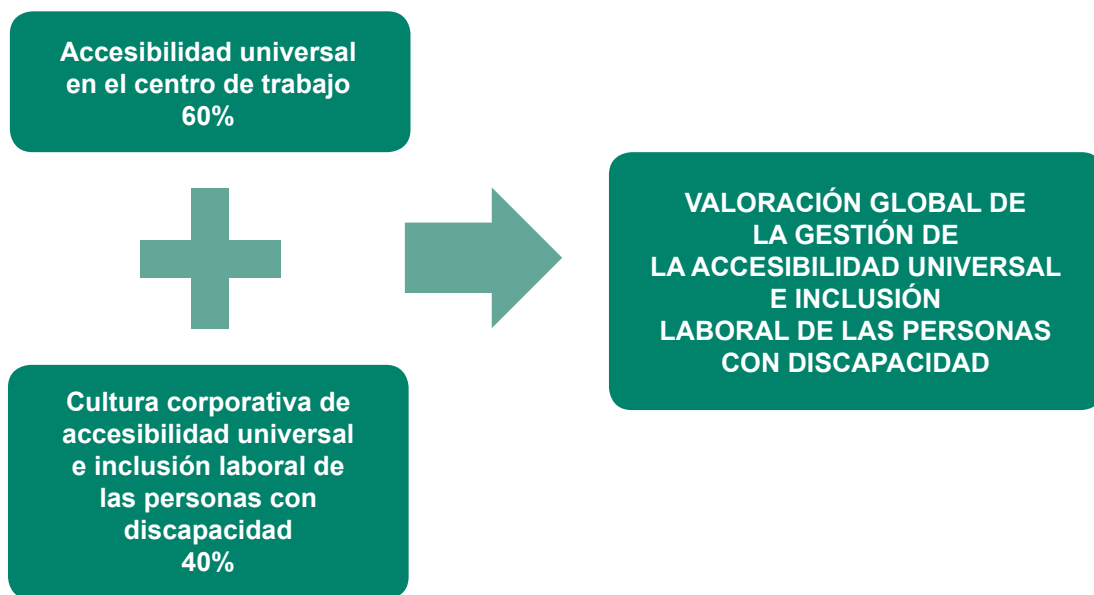 Accesibilidad universal
en el centro de trabajo
60%
Cultura corporativa de
accesibilidad universal
e inclusión laboral de
las personas con
discapacidad
40%
VALORACIÓN GLOBAL DE
LA GESTIÓN DE
LA ACCESIBILIDAD UNIVERSAL
E INCLUSIÓN
LABORAL DE LAS PERSONAS
CON DISCAPACIDAD